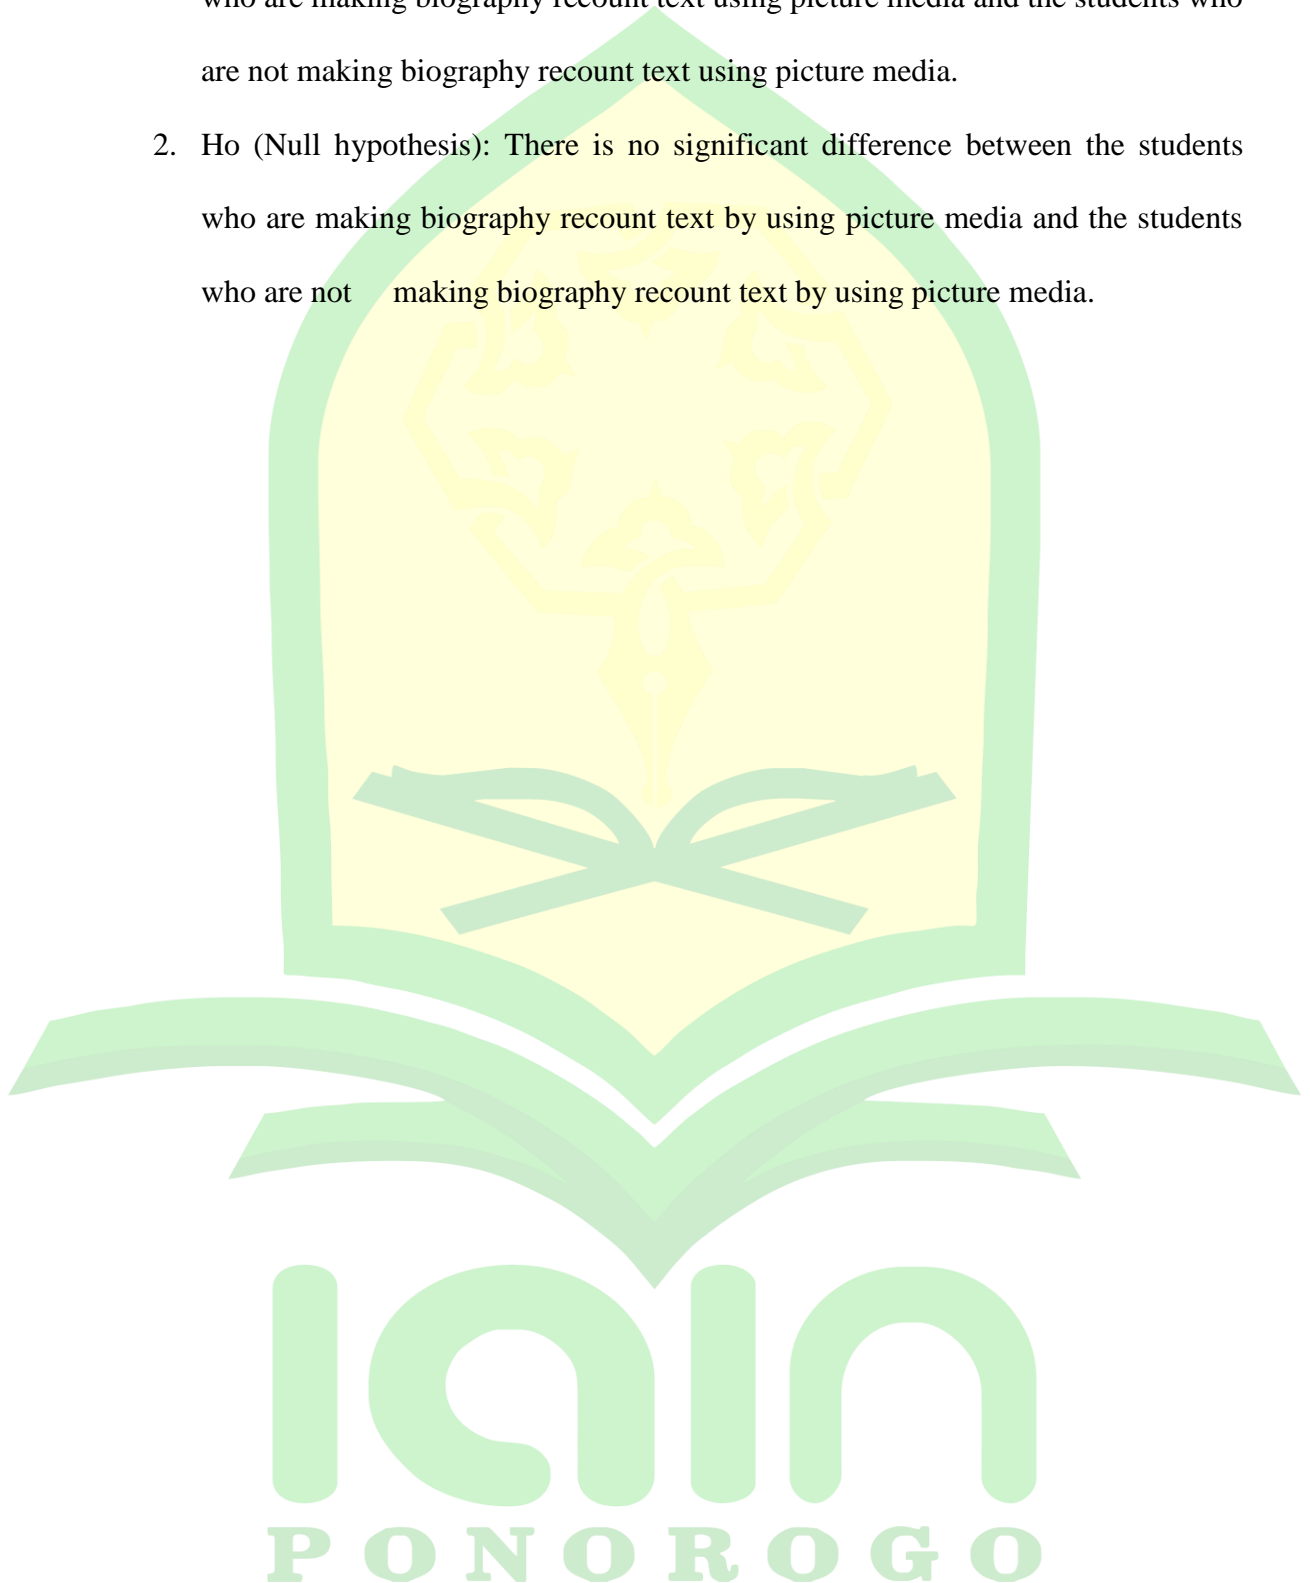 who are making biography recount text using picture media and the students who
are not making biography recount text using picture media.
2. Ho (Null hypothesis): There is no significant difference between the students
who are making biography recount text by using picture media and the students
who are not making biography recount text by using picture media.
iain
PONOROGO